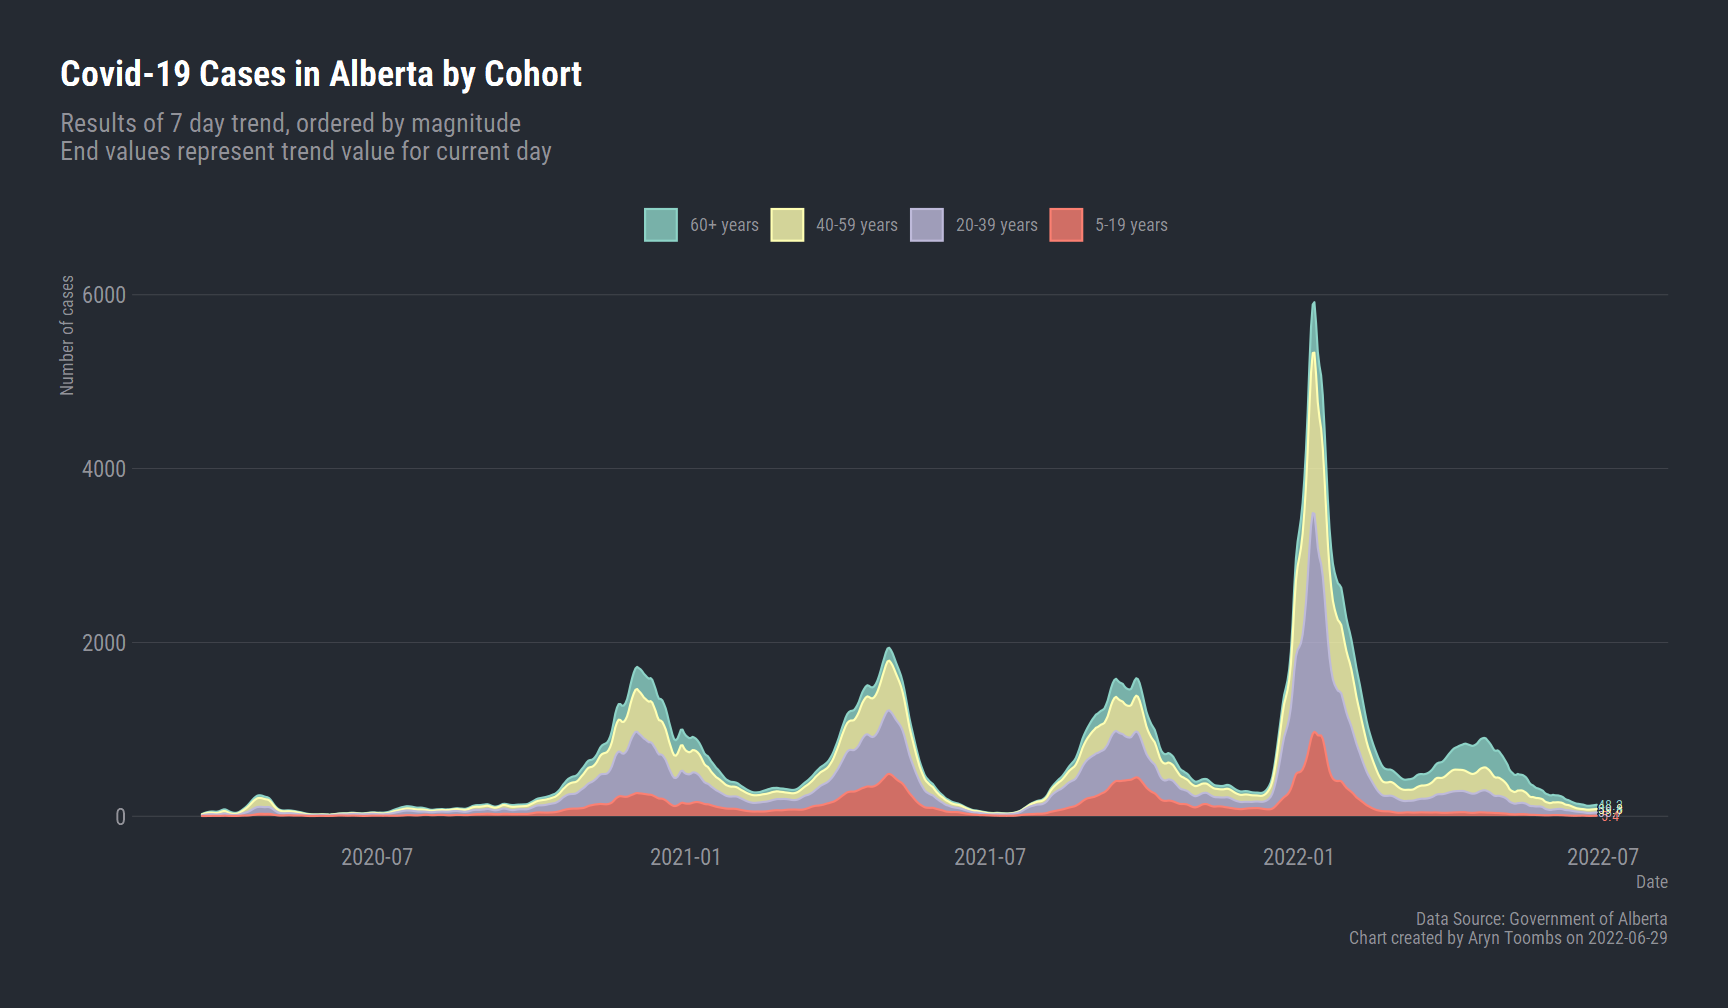 Covid-19 Cases in Alberta by Cohort
Results of 7 day trend, ordered by magnitude
End values represent trend value for current day
60+ years 40-59 years 20-39 years 5-19 years
Number of cases
6000
4000
2000
0
2020-07 2021-01 2021-07 2022-01 2022-07
Date
Data Source: Government of Alberta
Chart created by Aryn Toombs on 2022-06-29